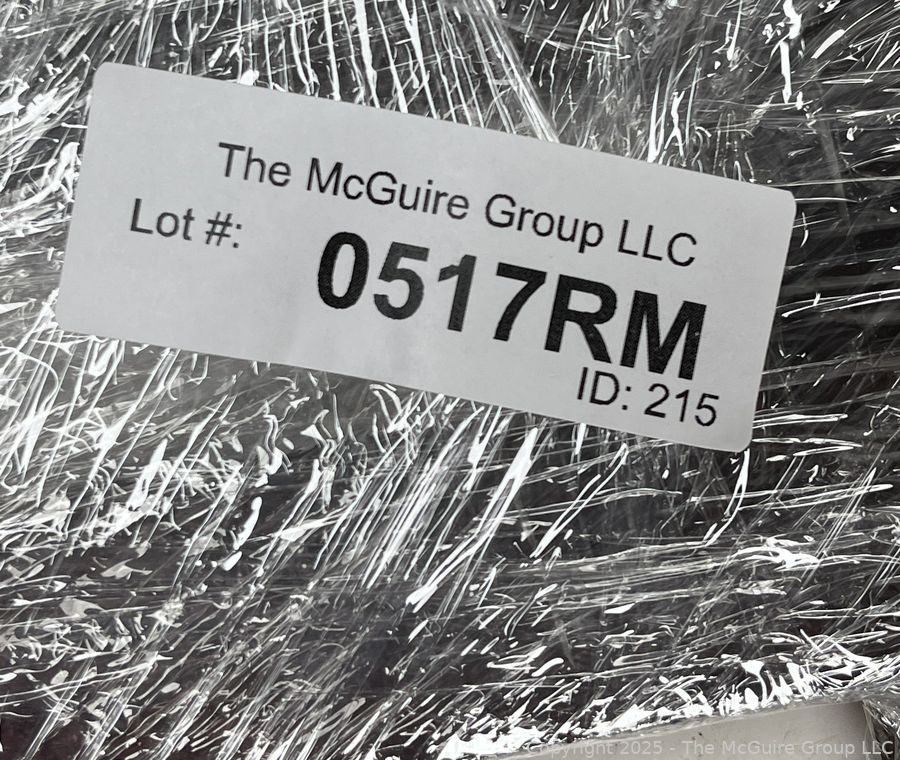 The McGuire Group LLC
Lot #:
0517RM
ID: 215
Copyright 2025 - The McGuire Group LLC